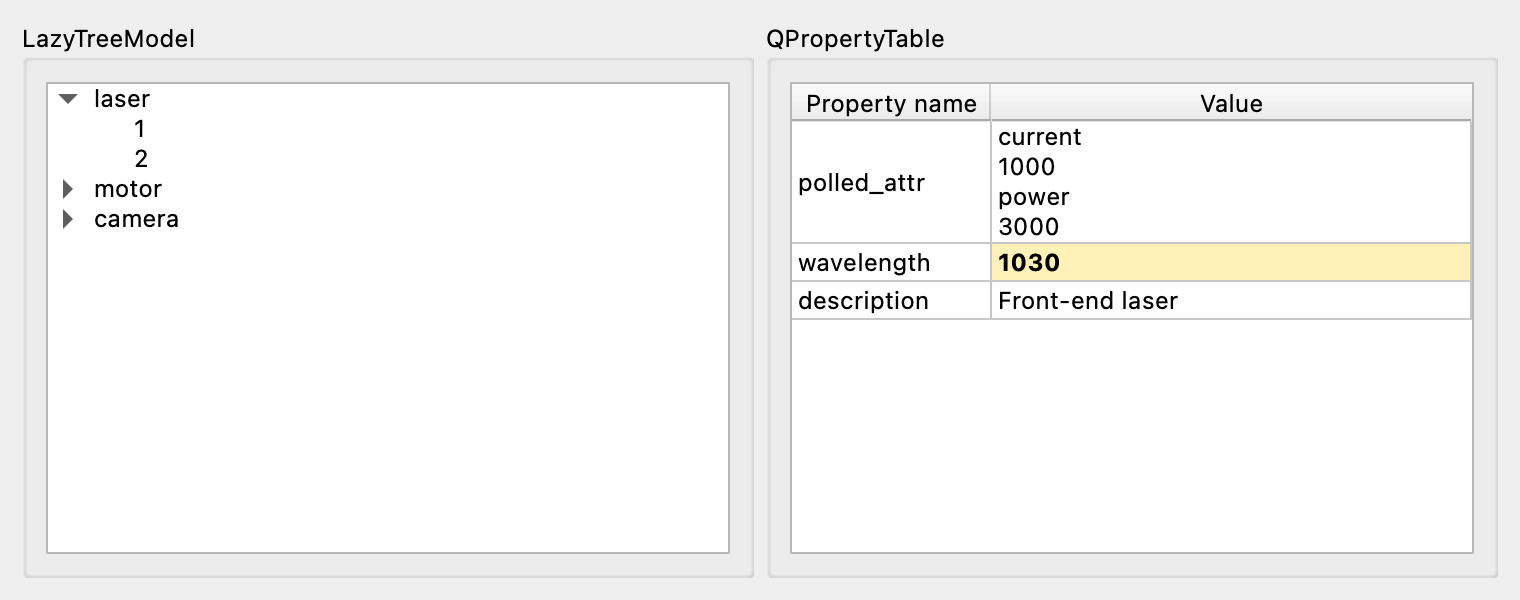 LazyTreeModel
laser
1
2
motor
camera
QPropertyTable
Property name Value
polled_attr
current
1000
power
3000
wavelength 1030
description Front-end laser